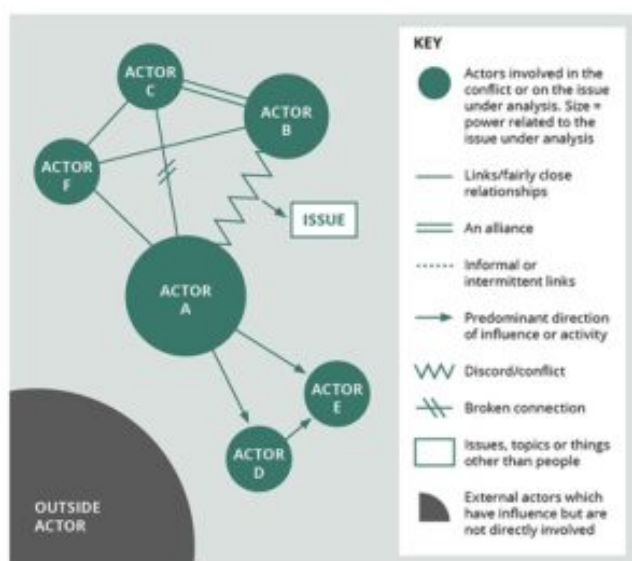 ACTOR
C
ACTOR
B
ACTOR
F
ISSUE
ACTOR
A
ACTOR
E
ACTOR
D
OUTSIDE
ACTOR
KEY
Actors involved in the
conflict or on the issue
under analysis. Size =
power related to the
issue under analysis
Links/fairly close
relationships
An alliance
Informal or
intermittent links
Predominant direction
of influence or activity
Discord/conflict
Broken connection
Issues, topics or things
other than people
External actors which
have influence but are
not directly involved